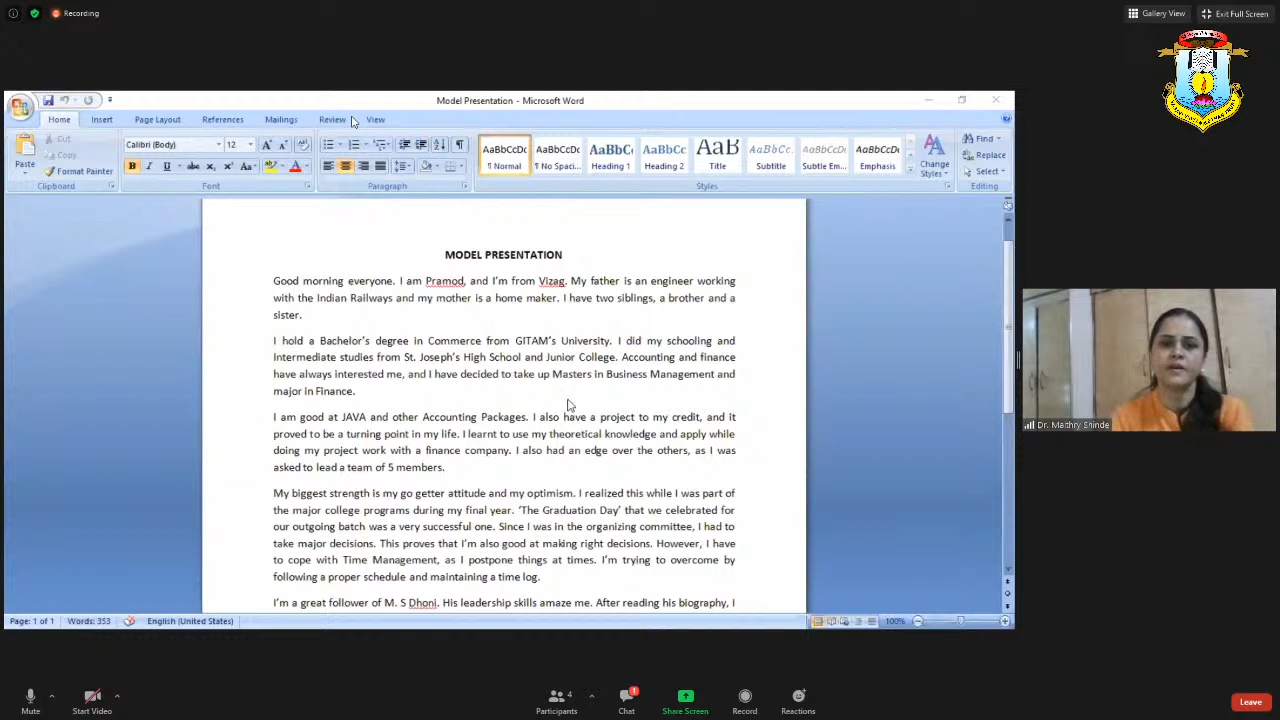 Recording
Gallery View
Exit Full Screen
Model Presentation - Microsoft Word
Home Insert Page Layout References Mailings Review View
Cut
Calibri (Body) 12
AaBbCcDc AaBbCcDc AaBbC AaBbCc AaB AaBbCc. AaBbCc. AaBbCc
Find
Copy
Replace
Paste
Format Painter
¶ Normal ¶ No Spaci... Heading 1 Heading 2 Title Subtitle Subtle Em... Emphasis
Change Styles
Select
Clipboard Font Paragraph Styles Editing
MODEL PRESENTATION
Good morning everyone. I am Pramod, and I'm from Vizag. My father is an engineer working
with the Indian Railways and my mother is a home maker. I have two siblings, a brother and a
sister.
I hold a Bachelor's degree in Commerce from GITAM's University. I did my schooling and
Intermediate studies from St. Joseph's High School and Junior College. Accounting and finance
have always interested me, and I have decided to take up Masters in Business Management and
major in Finance.
I am good at JAVA and other Accounting Packages. I also have a project to my credit, and it
proved to be a turning point in my life. I learnt to use my theoretical knowledge and apply while
doing my project work with a finance company. I also had an edge over the others, as I was
asked to lead a team of 5 members.
My biggest strength is my go getter attitude and my optimism. I realized this while I was part of
the major college programs during my final year. 'The Graduation Day' that we celebrated for
our outgoing batch was a very successful one. Since I was in the organizing committee, I had to
take major decisions. This proves that I'm also good at making right decisions. However, I have
to cope with Time Management, as I postpone things at times. I'm trying to overcome by
following a proper schedule and maintaining a time log.
I'm a great follower of M. S Dhoni. His leadership skills amaze me. After reading his biography, I
Page: 1 of 1 Words: 353 English (United States) 100%
Dr. Maithry Shinde
Mute
Start Video
Participants 4
Chat 1
Share Screen
Record
Reactions
Leave